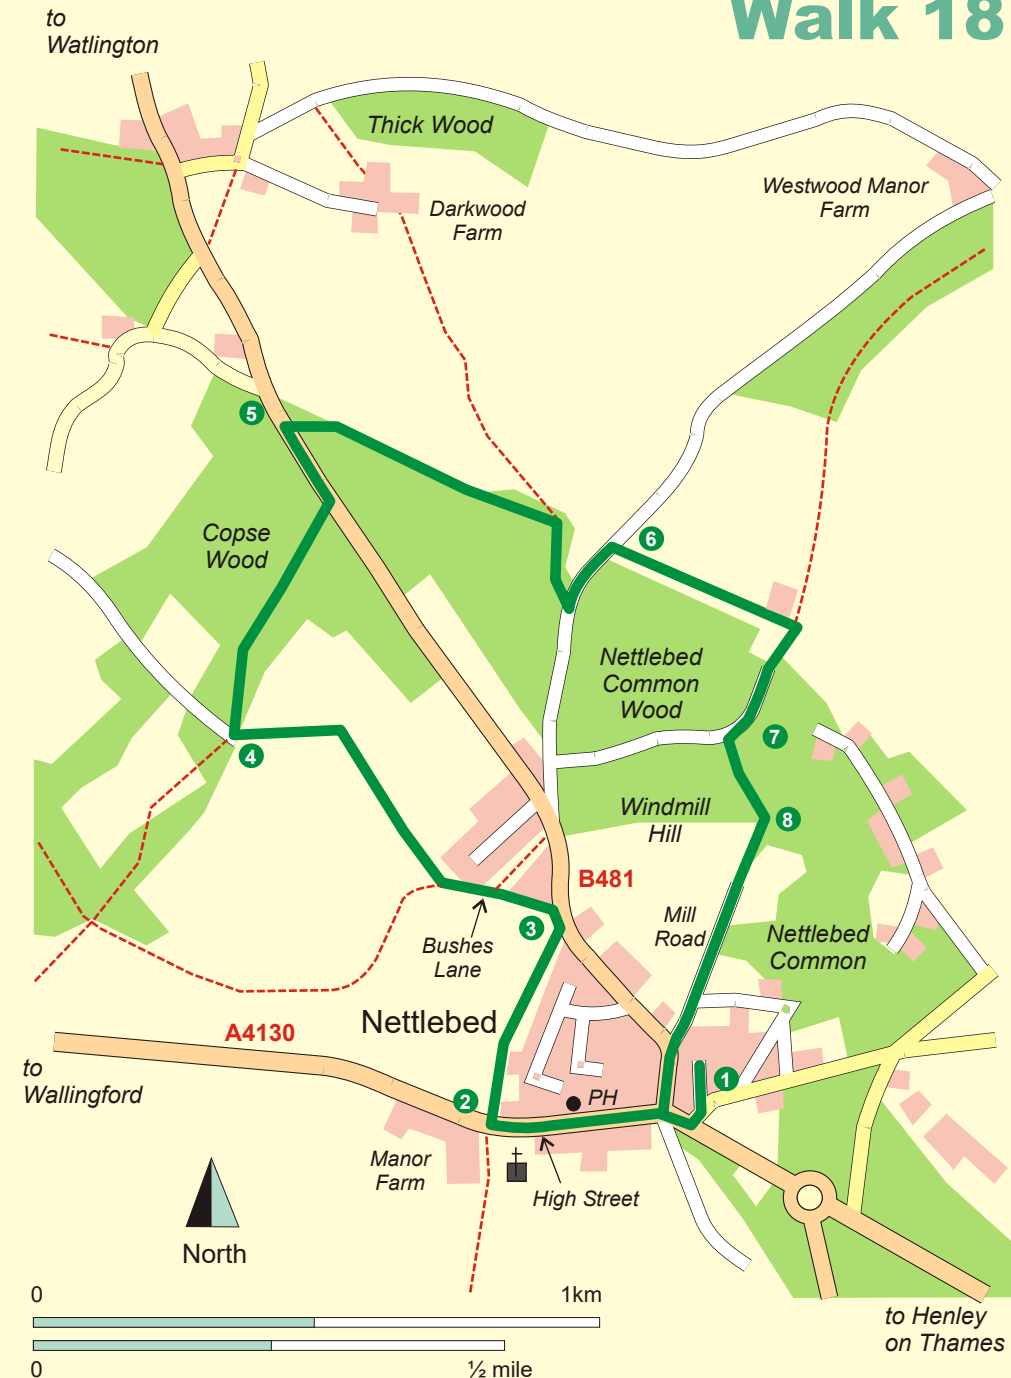 Walk 18
to
Watlington
Thick Wood
Westwood Manor
Farm
Darkwood
Farm
5
Copse
Wood
6
Nettlebed
Common
Wood
7
4
Windmill
Hill
8
B481
Mill
Road
3
Bushes
Lane
Nettlebed
Common
Nettlebed
A4130
to
Wallingford
1
2
PH
Manor
Farm
High Street
North
0
1km
0
½ mile
to Henley
on Thames